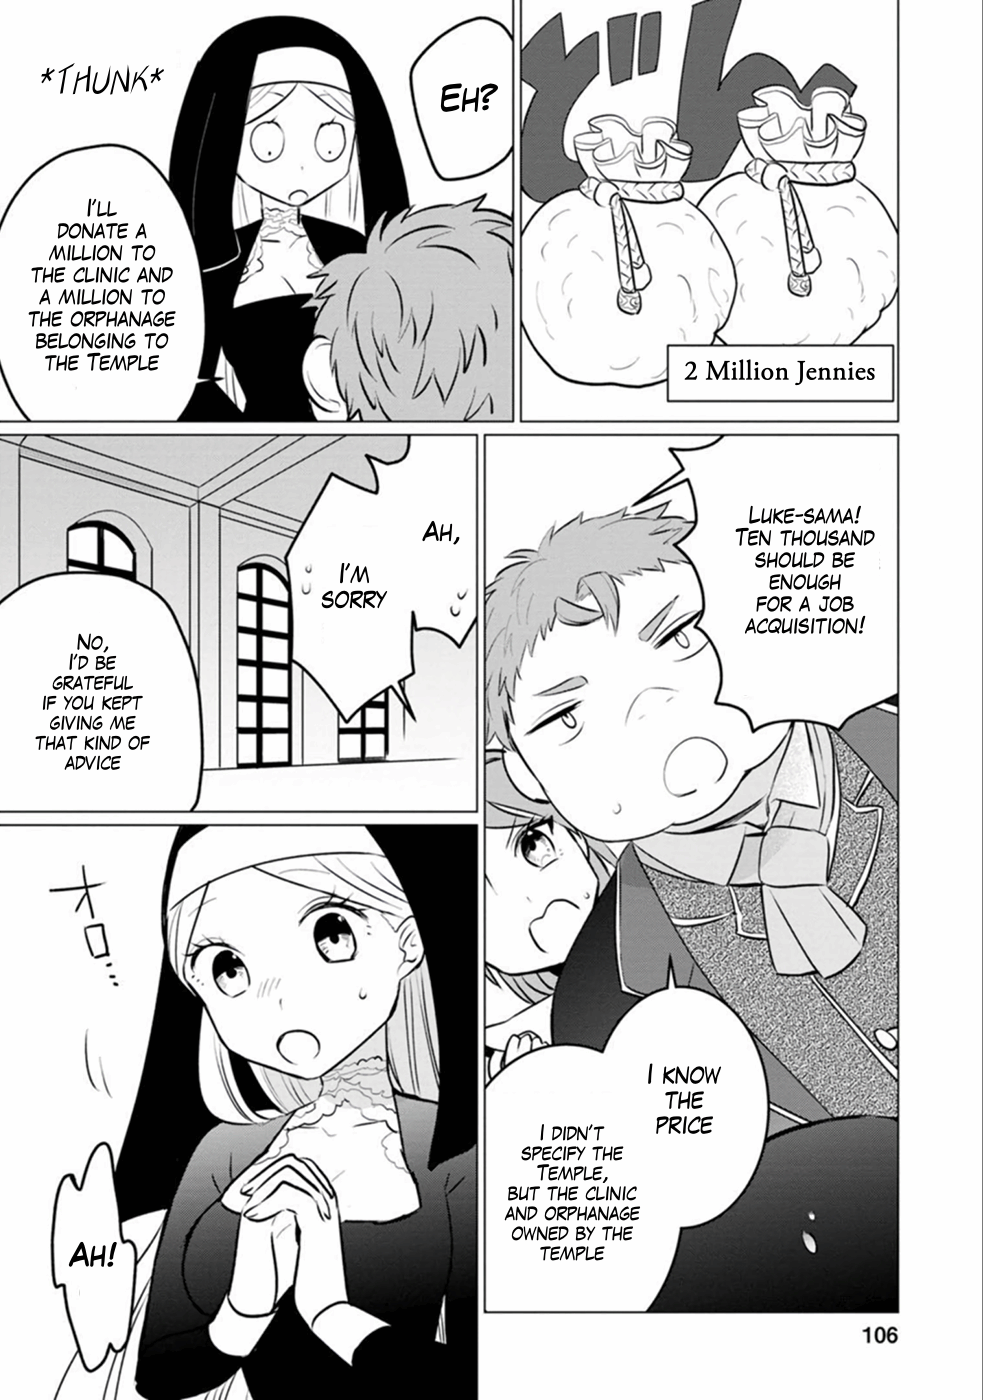 ドン
2 Million Jennies
EH?
*THUNK*
I'LL
DONATE A
MILLION TO
THE CLINIC AND
A MILLION TO
THE ORPHANAGE
BELONGING TO
THE TEMPLE
LUKE-SAMA!
TEN THOUSAND
SHOULD BE
ENOUGH
FOR A JOB
ACQUISITION!
I KNOW
THE
PRICE
I DIDN'T
SPECIFY THE
TEMPLE,
BUT THE CLINIC
AND ORPHANAGE
OWNED BY THE
TEMPLE
AH,
I'M
SORRY
NO,
I'D BE
GRATEFUL
IF YOU KEPT
GIVING ME
THAT KIND OF
ADVICE
オロ…
AH!
106